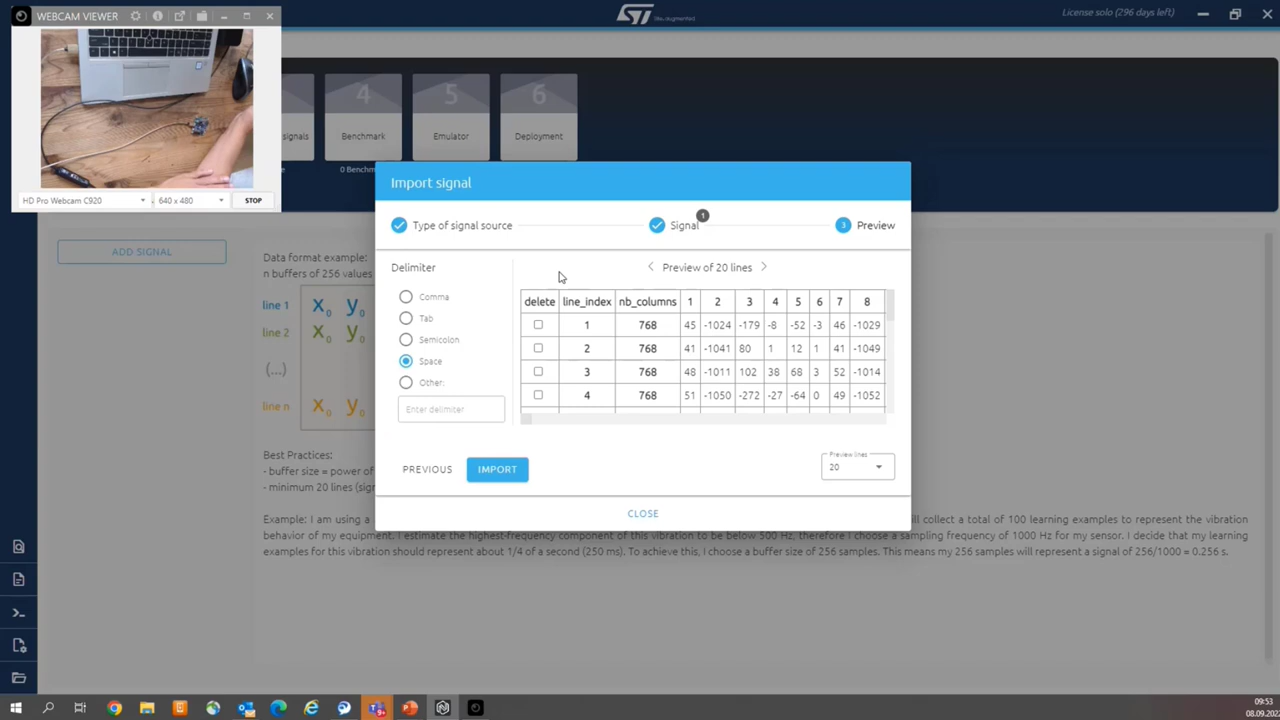 WEBCAM VIEWER
License solo (296 days left)
signals
4
Benchmark
0 Benchm
5
Emulator
6
Deployment
HD Pro Webcam C920
640 x 480
STOP
Import signal
Type of signal source
Signal
1
3
Preview
ADD SIGNAL
Data format example:
n buffers of 256 values
line 1
X0 y0
line 2
X0 y0
(...)
line n
X0 y0
Delimiter
Comma
Tab
Semicolon
Space
Other:
Enter delimiter
< Preview of 20 lines >
delete line_index nb_columns 1 2 3 4 5 6 7 8
1 768 45 -1024 -179 -8 -52 -3 46 -1029
2 768 41 -1041 80 1 12 1 41 -1049
3 768 48 -1011 102 38 68 3 52 -1014
4 768 51 -1050 -272 -27 -64 0 49 -1052
PREVIOUS
IMPORT
Preview lines
20
CLOSE
Best Practices:
- buffer size = power of
- minimum 20 lines (sig
Example: I am using a
ill collect a total of 100 learning examples to represent the vibration
behavior of my equipment. I estimate the highest-frequency component of this vibration to be below 500 Hz, therefore I choose a sampling frequency of 1000 Hz for my sensor. I decide that my learning
examples for this vibration should represent about 1/4 of a second (250 ms). To achieve this, I choose a buffer size of 256 samples. This means my 256 samples will represent a signal of 256/1000 = 0.256 s.
09:53